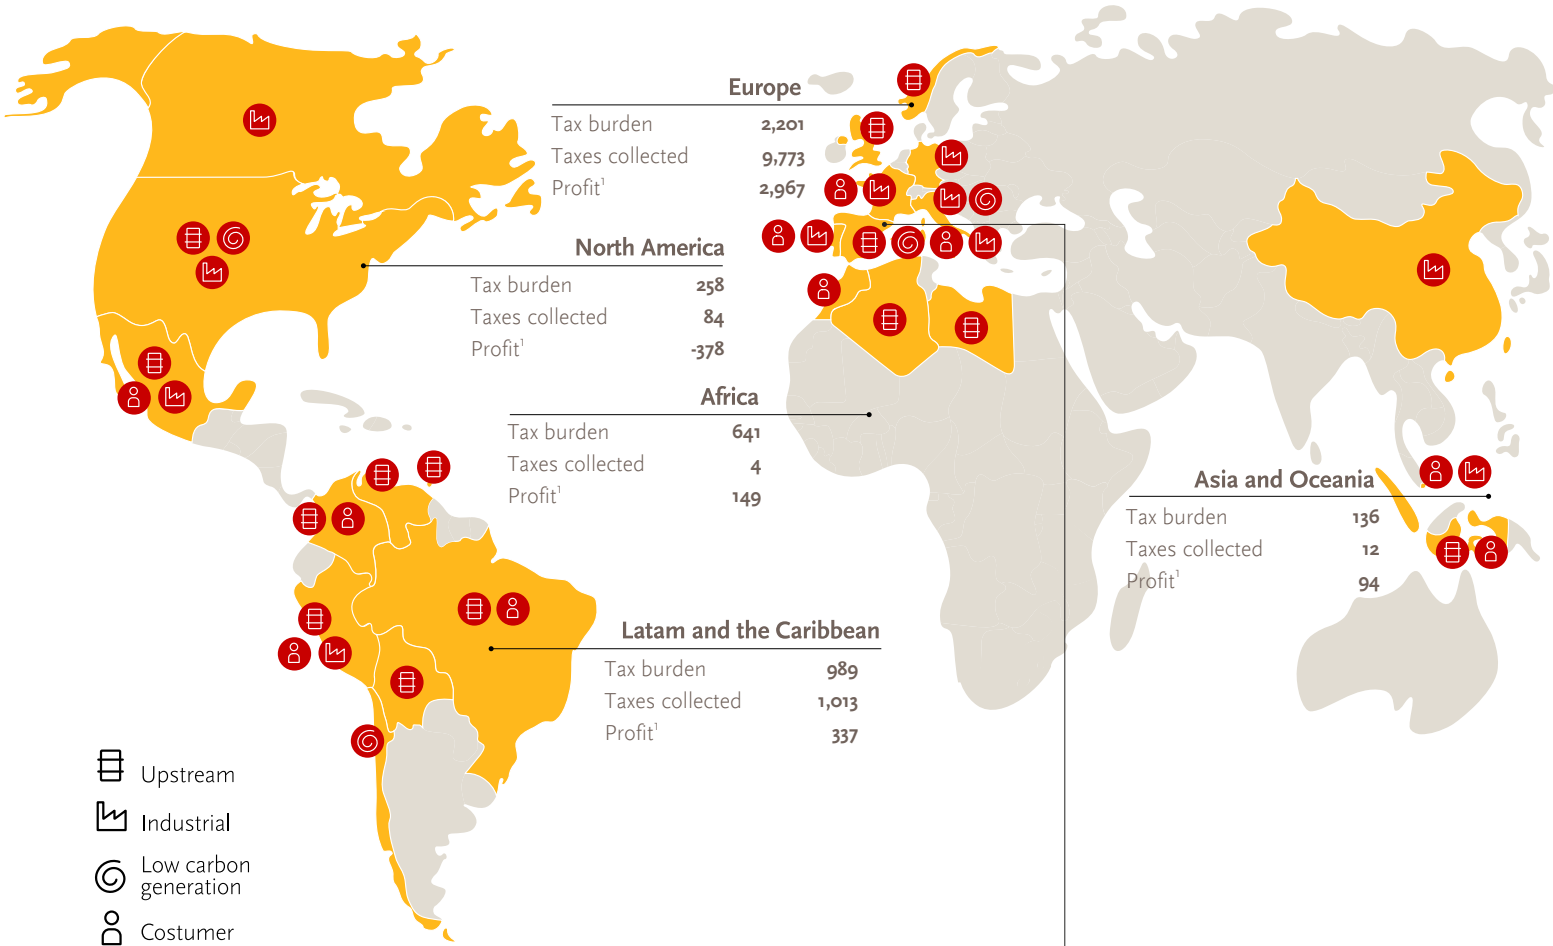 Europe
Tax burden 2,201
Taxes collected 9,773
Profit¹ 2,967
North America
Tax burden 258
Taxes collected 84
Profit¹ -378
Africa
Tax burden 641
Taxes collected 4
Profit¹ 149
Asia and Oceania
Tax burden 136
Taxes collected 12
Profit¹ 94
Latam and the Caribbean
Tax burden 989
Taxes collected 1,013
Profit¹ 337
Upstream
Industrial
Low carbon
generation
Costumer